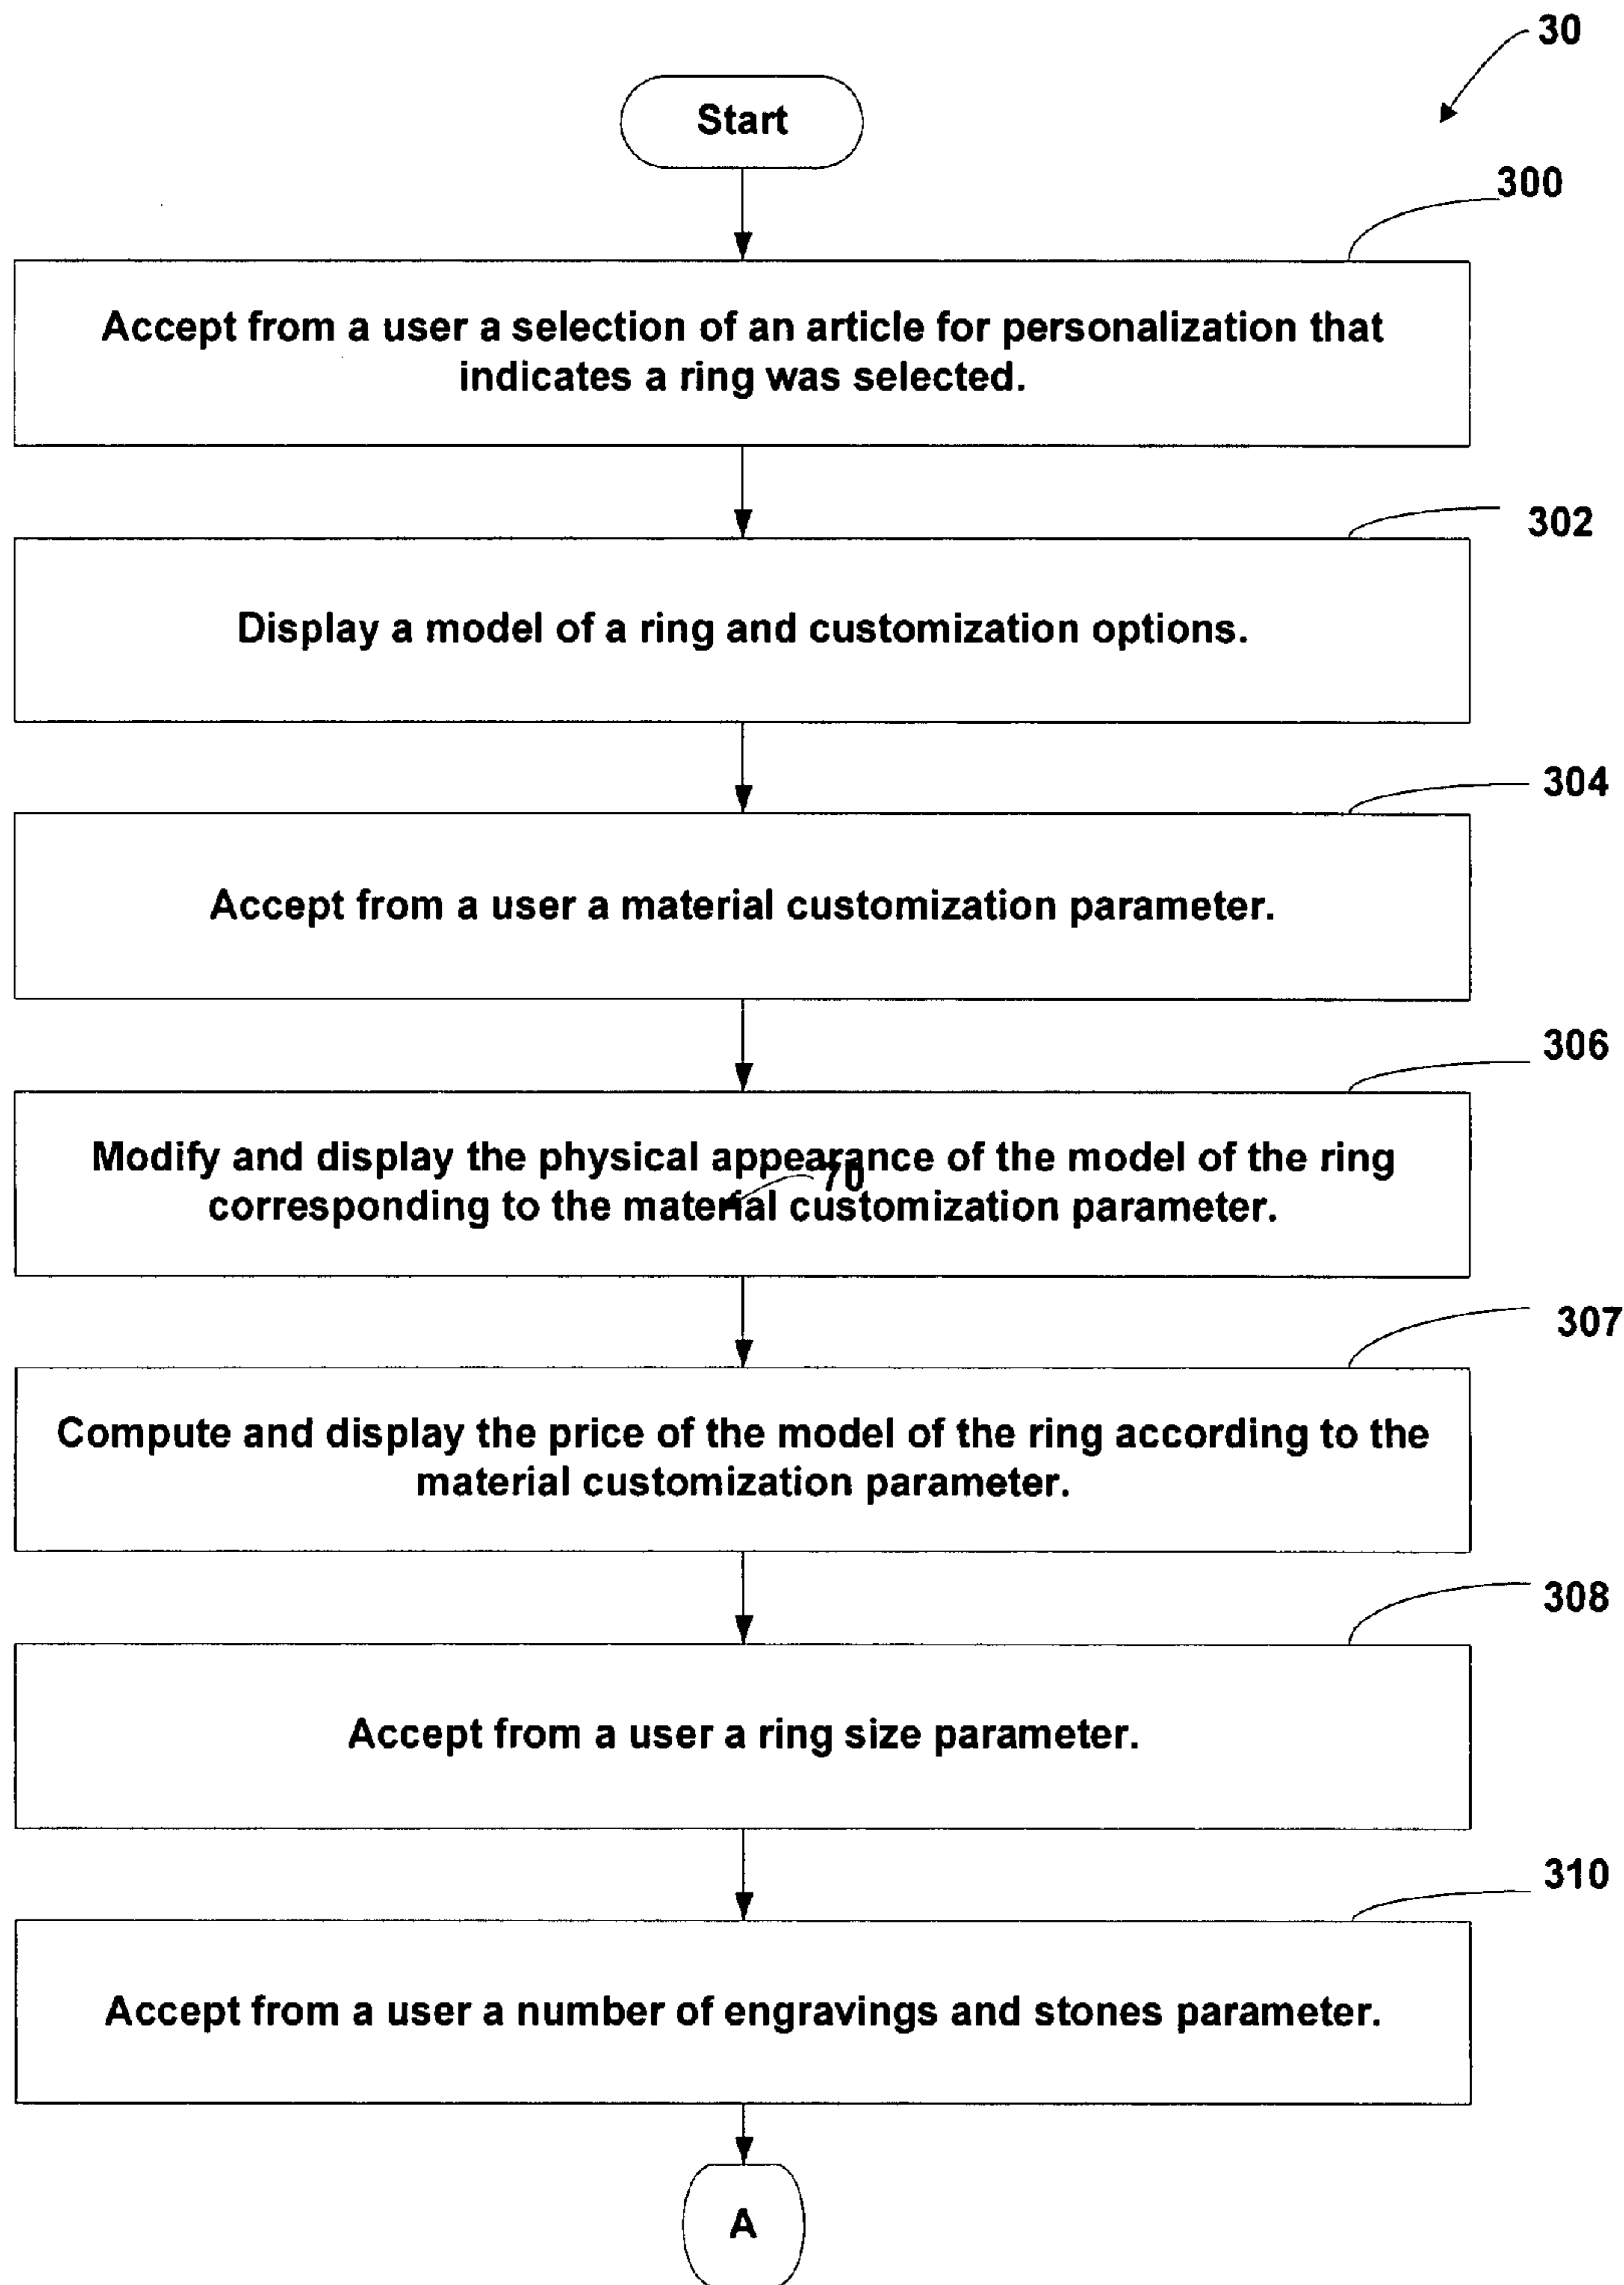 30
Start
300
Accept from a user a selection of an article for personalization that
indicates a ring was selected.
302
Display a model of a ring and customization options.
304
Accept from a user a material customization parameter.
306
Modify and display the physical appearance of the model of the ring
70
corresponding to the material customization parameter.
307
Compute and display the price of the model of the ring according to the
material customization parameter.
308
Accept from a user a ring size parameter.
310
Accept from a user a number of engravings and stones parameter.
A